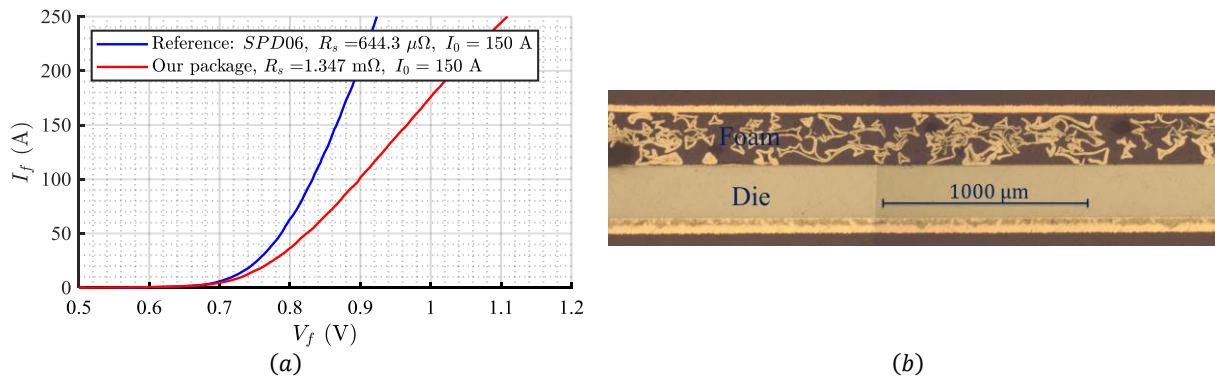 250
200
150
100
50
0
I_f (A)
Reference: SPD06, R_s =644.3 μΩ, I_0 = 150 A
Our package, R_s =1.347 mΩ, I_0 = 150 A
0.5 0.6 0.7 0.8 0.9 1 1.1 1.2
V_f (V)
(a)
Foam
Die
1000 μm
(b)